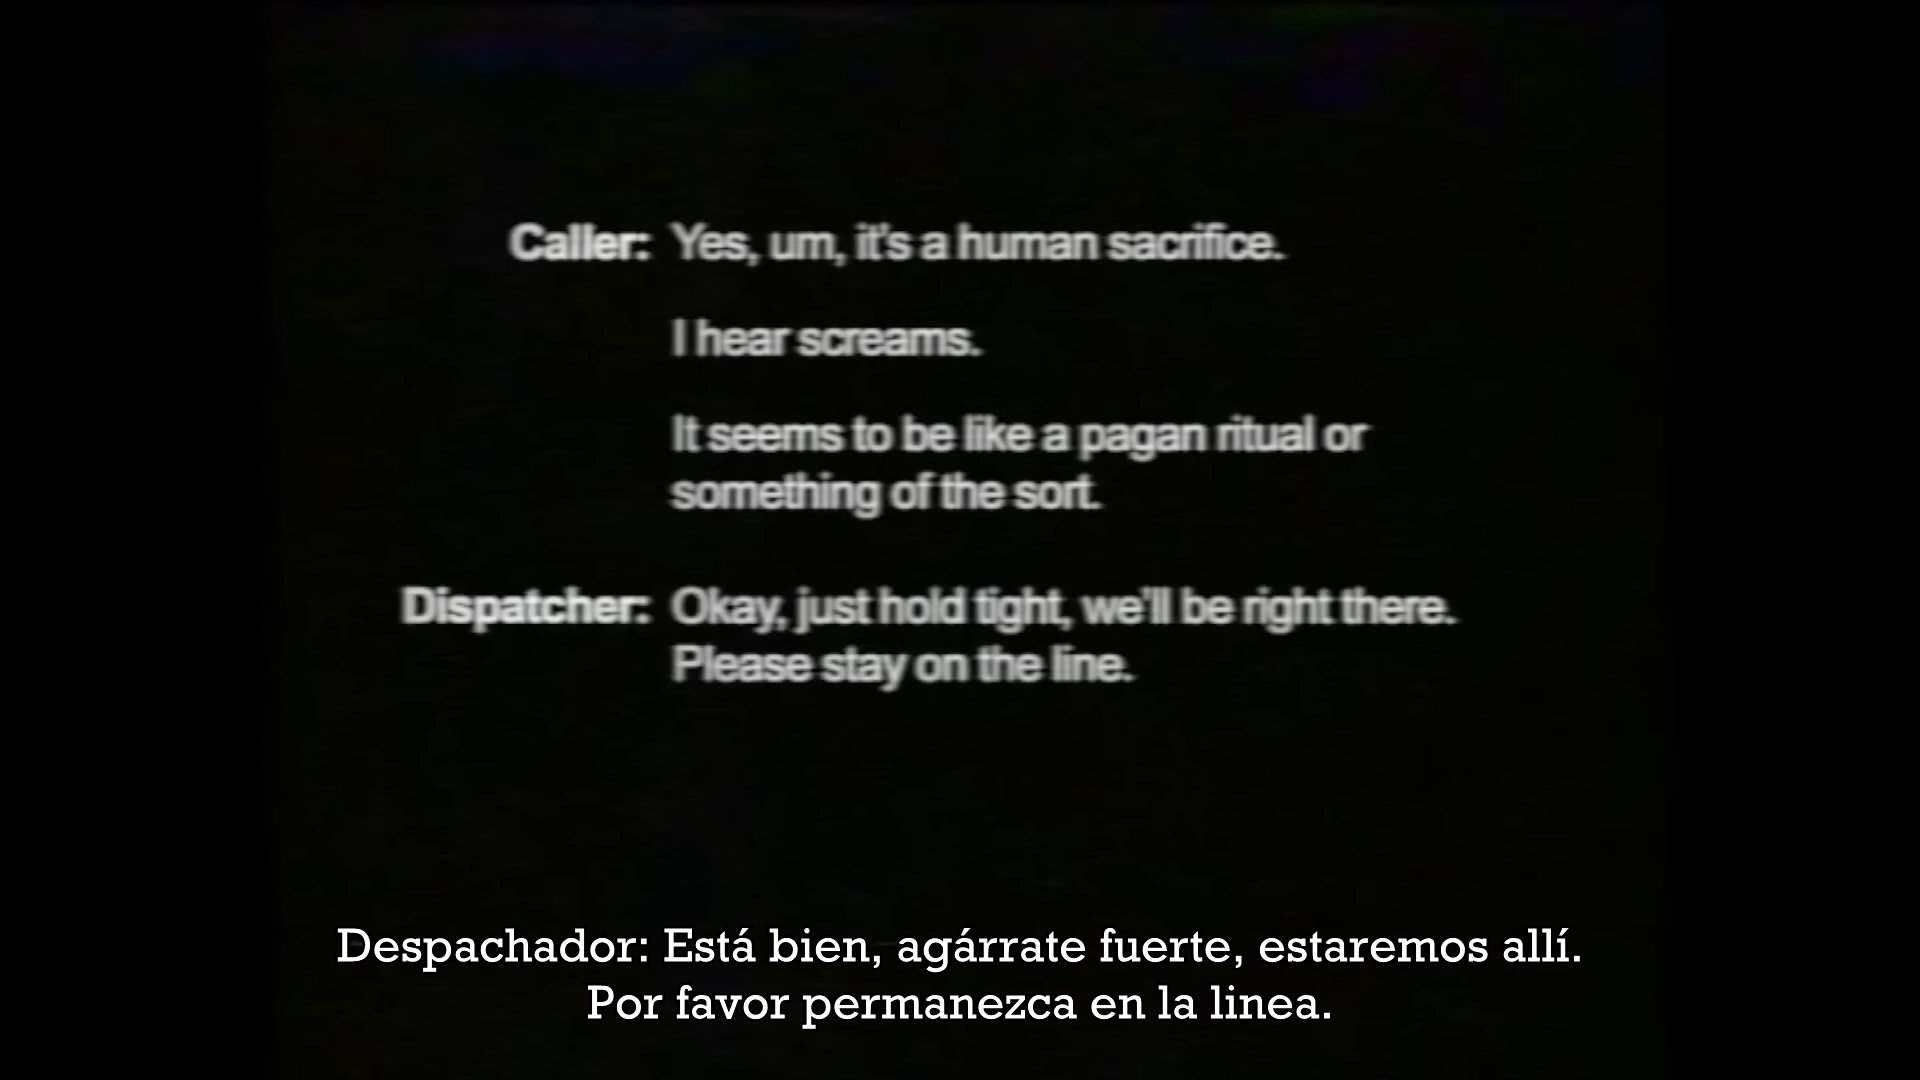 Caller: Yes, um, it's a human sacrifice.
I hear screams.
It seems to be like a pagan ritual or
something of the sort.
Dispatcher: Okay, just hold tight, we'll be right there.
Please stay on the line.
Despachador: Está bien, agárrate fuerte, estaremos allí.
Por favor permanezca en la linea.